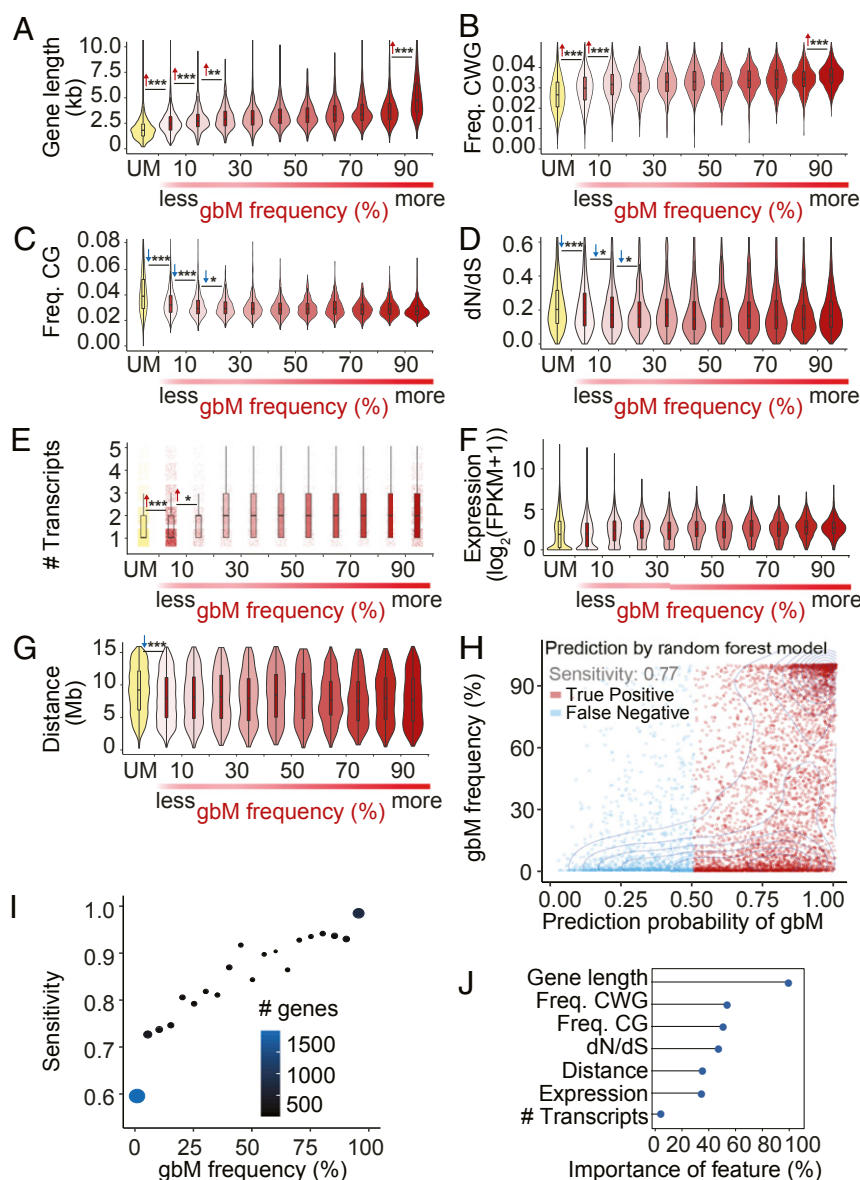 A
Gene length
(kb)
10.0
7.5
5.0
2.5
0
*** *** ** ***
UM 10 30 50 70 90
less more
gbM frequency (%)
B
Freq. CWG
0.04
0.03
0.02
0.01
0.00
*** *** ***
UM 10 30 50 70 90
less more
gbM frequency (%)
C
Freq. CG
0.08
0.06
0.04
0.02
0.00
*** *** *
UM 10 30 50 70 90
less more
gbM frequency (%)
D
dN/dS
0.6
0.4
0.2
0.0
*** * *
UM 10 30 50 70 90
less more
gbM frequency (%)
E
# Transcripts
5
4
3
2
1
*** *
UM 10 30 50 70 90
less more
gbM frequency (%)
F
Expression
(log2(FPKM+1))
10
5
0
UM 10 30 50 70 90
less more
gbM frequency (%)
G
Distance
(Mb)
15
10
5
0
***
UM 10 30 50 70 90
less more
gbM frequency (%)
H
Prediction by random forest model
Sensitivity: 0.77
True Positive
False Negative
gbM frequency (%)
90
60
30
0
0.00 0.25 0.50 0.75 1.00
Prediction probability of gbM
I
Sensitivity
1.0
0.9
0.8
0.7
0.6
# genes
1500
1000
500
0 25 50 75 100
gbM frequency (%)
J
Gene length
Freq. CWG
Freq. CG
dN/dS
Distance
Expression
# Transcripts
0 20 40 60 80 100
Importance of feature (%)